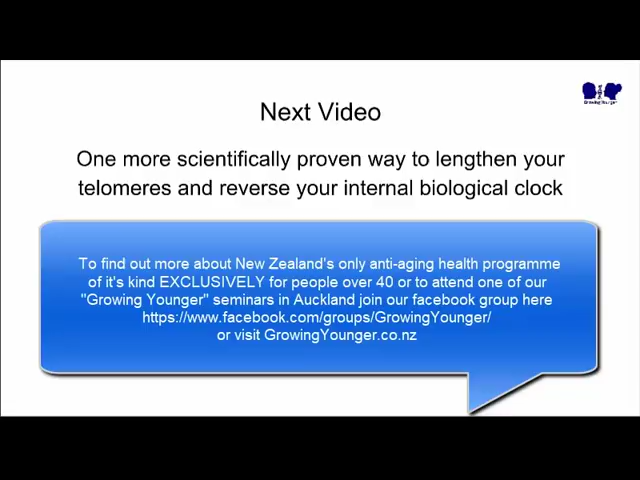 Growing Younger
Next Video
One more scientifically proven way to lengthen your
telomeres and reverse your internal biological clock
To find out more about New Zealand's only anti-aging health programme
of it's kind EXCLUSIVELY for people over 40 or to attend one of our
"Growing Younger" seminars in Auckland join our facebook group here
https://www.facebook.com/groups/GrowingYounger/
or visit GrowingYounger.co.nz